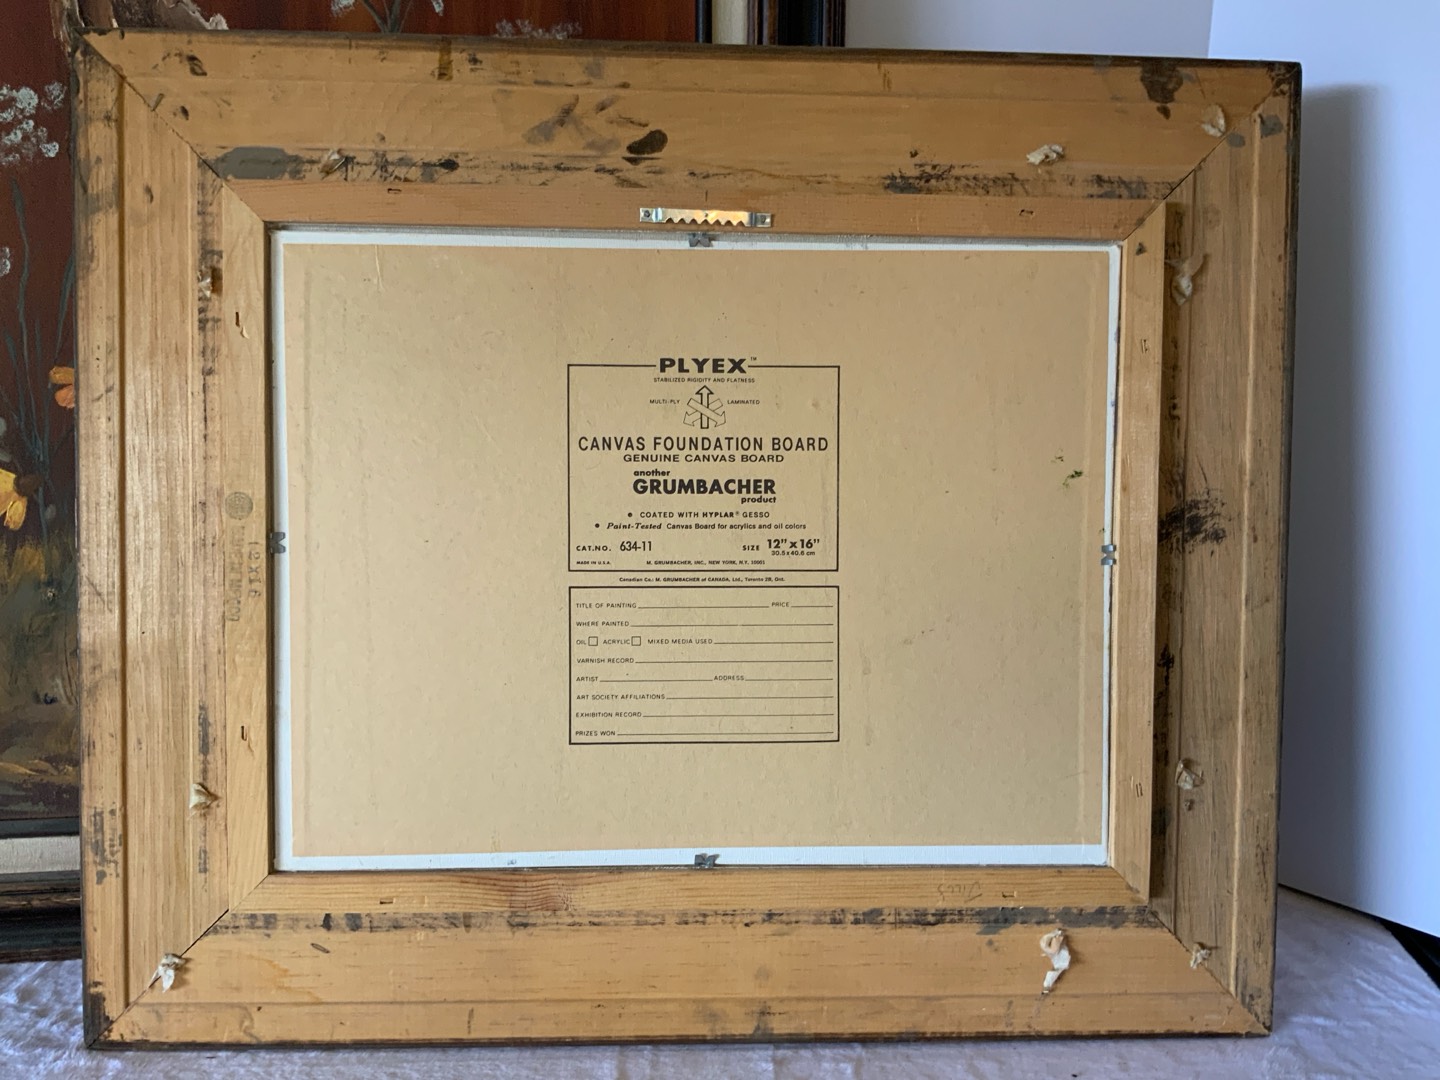 PLYEX™
STABILIZED RIGIDITY AND FLATNESS
MULTI-PLY LAMINATED
CANVAS FOUNDATION BOARD
GENUINE CANVAS BOARD
another
GRUMBACHER
product
• COATED WITH HYPLAR® GESSO
• Paint-Tested Canvas Board for acrylics and oil colors
CAT.NO. 634-11 SIZE 12" x 16"
30.5 x 40.6 cm
MADE IN U.S.A. M. GRUMBACHER, INC., NEW YORK, N.Y. 10001
Canadian Co.: M. GRUMBACHER of CANADA, Ltd., Toronto 2B, Ont.
TITLE OF PAINTING PRICE
WHERE PAINTED
OIL ACRYLIC MIXED MEDIA USED
VARNISH RECORD
ARTIST ADDRESS
ART SOCIETY AFFILIATIONS
EXHIBITION RECORD
PRIZES WON
12X16